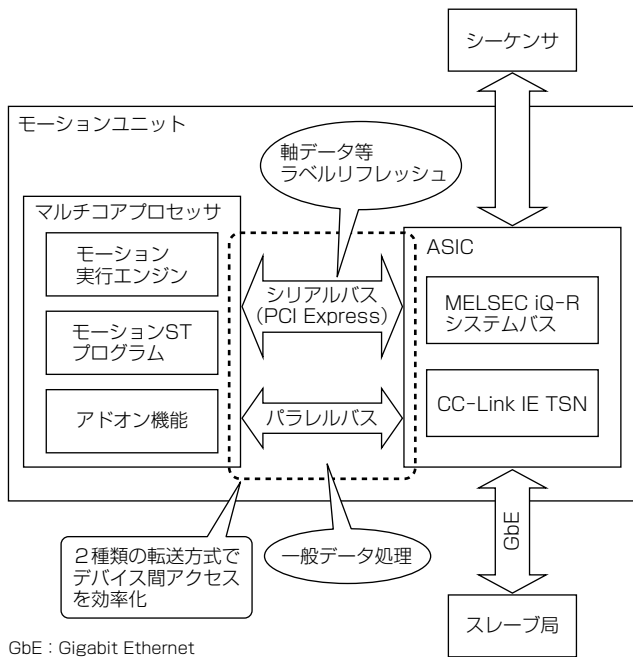 シーケンサ
モーションユニット
軸データ等
ラベルリフレッシュ
マルチコアプロセッサ
モーション
実行エンジン
モーションST
プログラム
アドオン機能
シリアルバス
(PCI Express)
パラレルバス
ASIC
MELSEC iQ-R
システムバス
CC-Link IE TSN
2種類の転送方式で
デバイス間アクセス
を効率化
一般データ処理
GbE
スレーブ局
GbE:Gigabit Ethernet